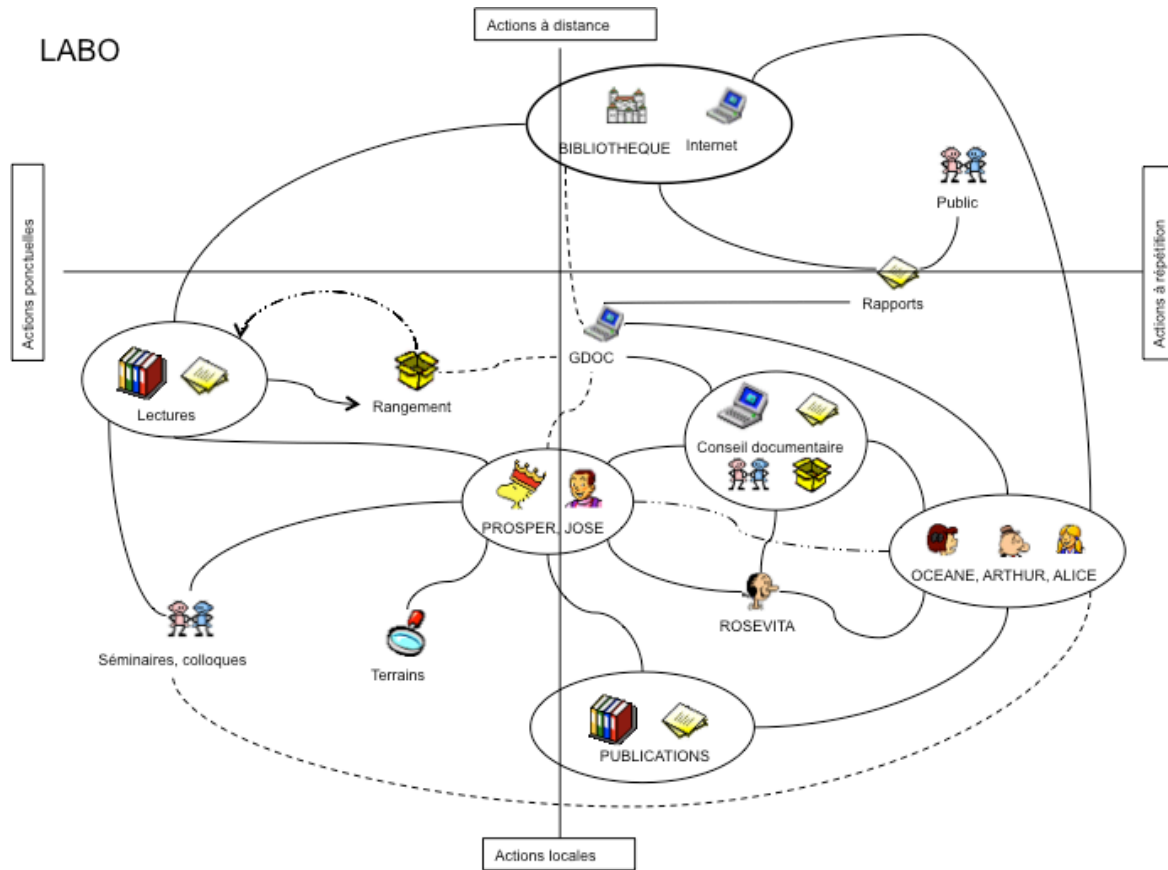 Actions à distance
LABO
BIBLIOTHEQUE
Internet
Public
Actions ponctuelles
Actions à répétition
Rapports
GDOC
Rangement
Lectures
Conseil documentaire
PROSPER, JOSE
OCEANE, ARTHUR, ALICE
ROSEVITA
Séminaires, colloques
Terrains
PUBLICATIONS
Actions locales